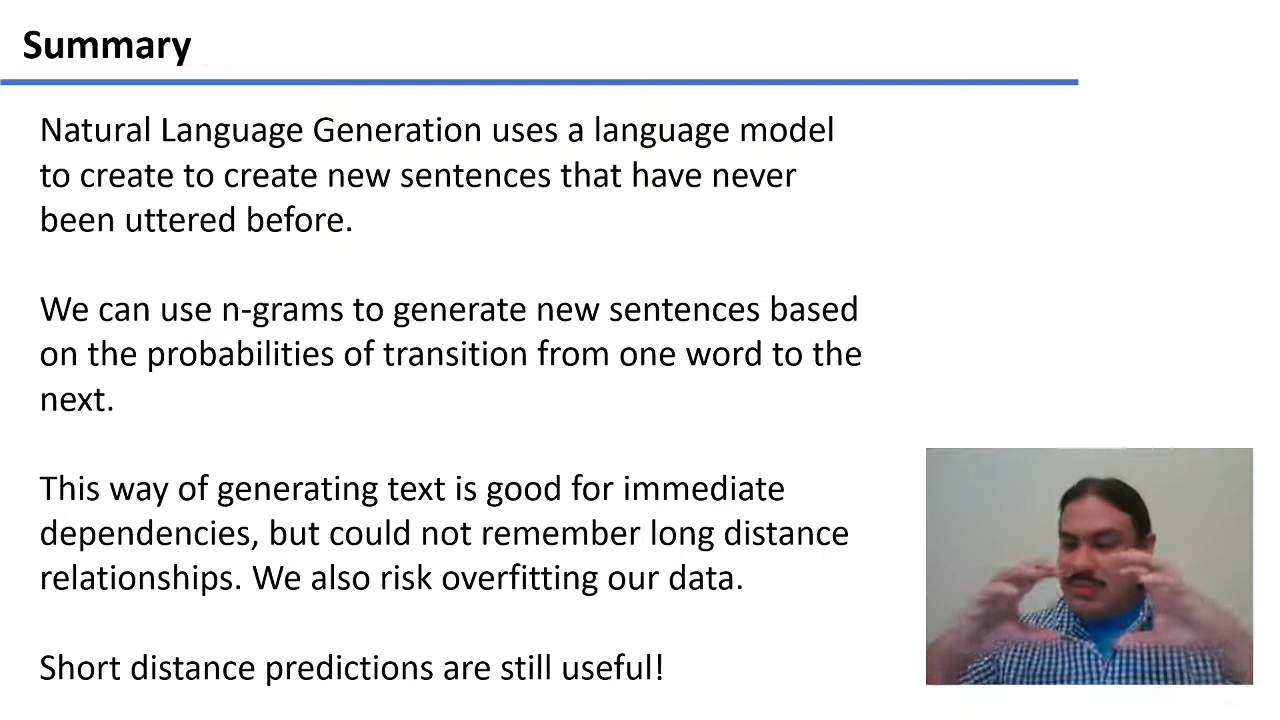 Summary
Natural Language Generation uses a language model
to create to create new sentences that have never
been uttered before.
We can use n-grams to generate new sentences based
on the probabilities of transition from one word to the
next.
This way of generating text is good for immediate
dependencies, but could not remember long distance
relationships. We also risk overfitting our data.
Short distance predictions are still useful!